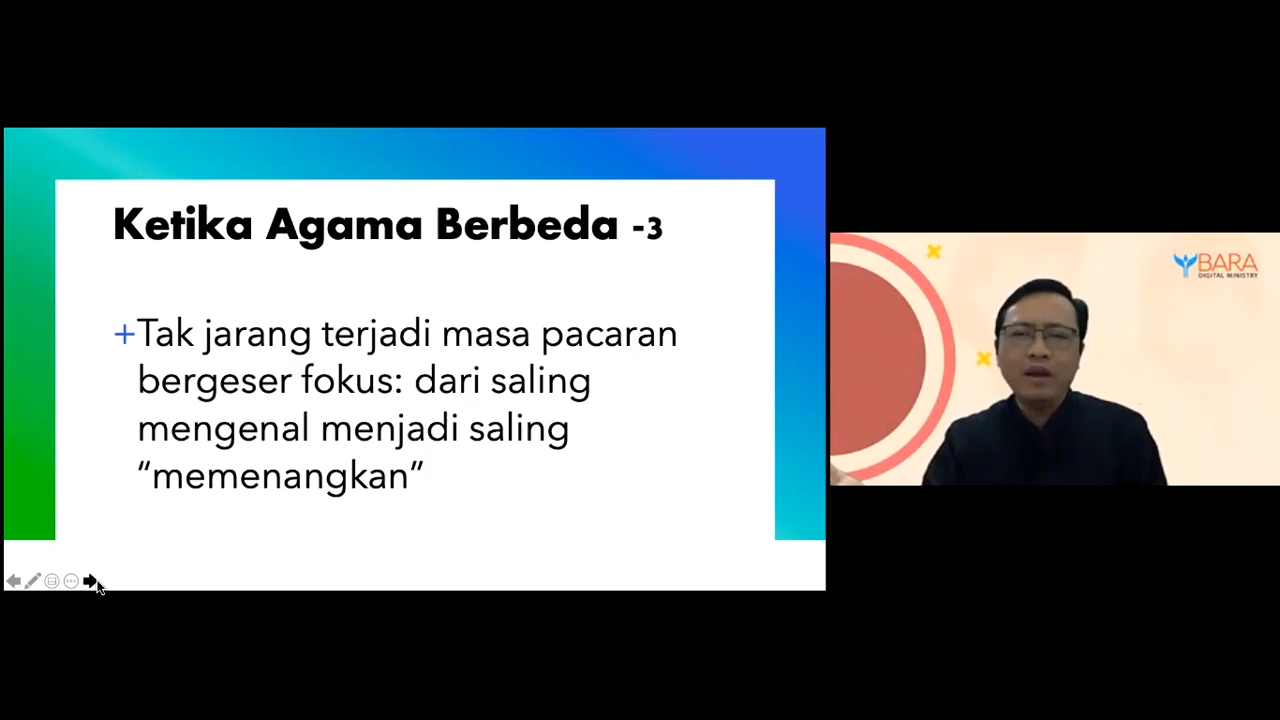 Ketika Agama Berbeda -3
+Tak jarang terjadi masa pacaran
bergeser fokus: dari saling
mengenal menjadi saling
“memenangkan”
BARA
DIGITAL MINISTRY